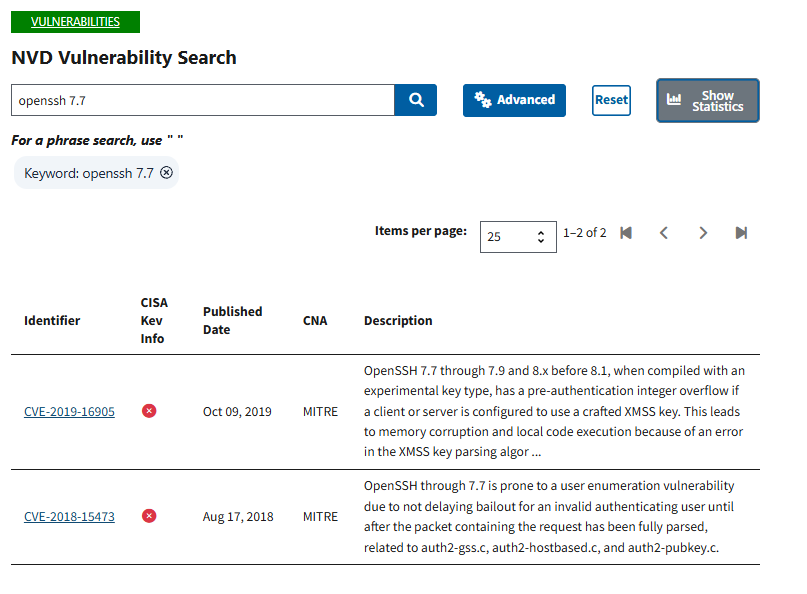 VULNERABILITIES
NVD Vulnerability Search
openssh 7.7
Advanced
Reset
Show
Statistics
For a phrase search, use " "
Keyword: openssh 7.7
Items per page:
25
1–2 of 2
Identifier
CISA
Kev
Info
Published
Date
CNA
Description
CVE-2019-16905
Oct 09, 2019
MITRE
OpenSSH 7.7 through 7.9 and 8.x before 8.1, when compiled with an
experimental key type, has a pre-authentication integer overflow if
a client or server is configured to use a crafted XMSS key. This leads
to memory corruption and local code execution because of an error
in the XMSS key parsing algor ...
CVE-2018-15473
Aug 17, 2018
MITRE
OpenSSH through 7.7 is prone to a user enumeration vulnerability
due to not delaying bailout for an invalid authenticating user until
after the packet containing the request has been fully parsed,
related to auth2-gss.c, auth2-hostbased.c, and auth2-pubkey.c.